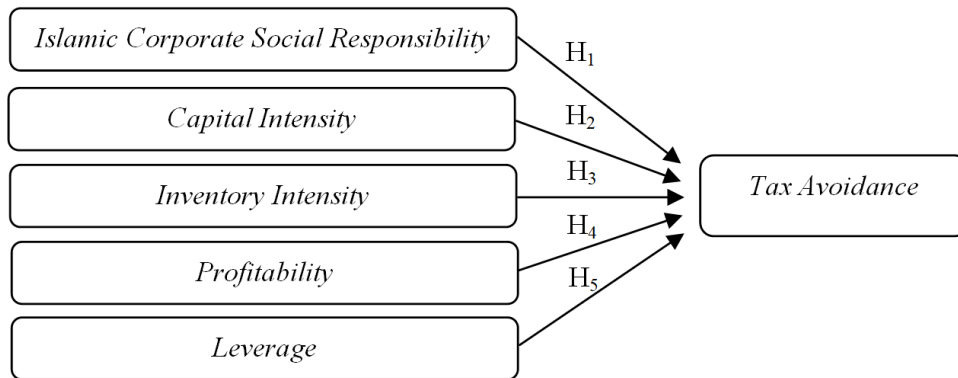 Islamic Corporate Social Responsibility
H₁
Capital Intensity
H₂
Inventory Intensity
H₃
Tax Avoidance
Profitability
H₄
Leverage
H₅